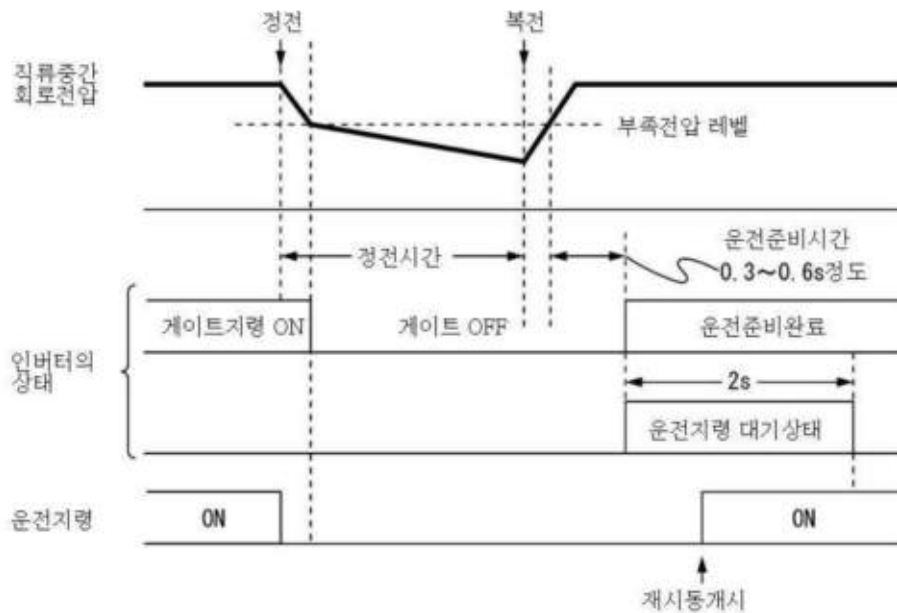 정전
복전
직류중간
회로전압
부족전압 레벨
정전시간
운전준비시간
0.3~0.6s정도
게이트지령 ON
게이트 OFF
운전준비완료
인버터의
상태
2s
운전지령 대기상태
운전지령
ON
ON
재시동개시